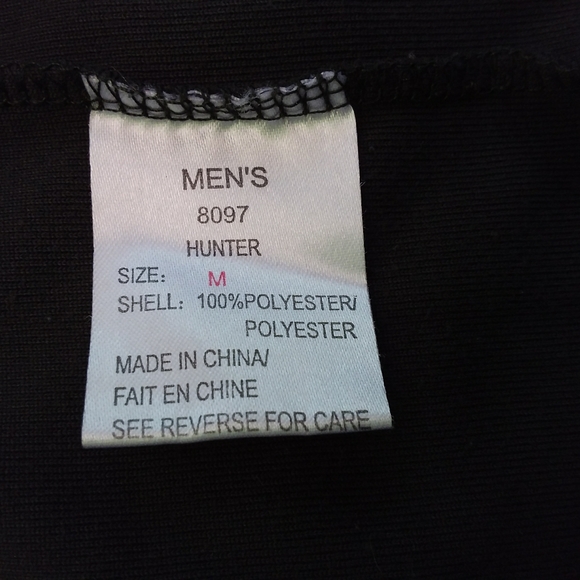 MEN'S
8097
HUNTER
SIZE: M
SHELL: 100%POLYESTER/
POLYESTER
MADE IN CHINA/
FAIT EN CHINE
SEE REVERSE FOR CARE